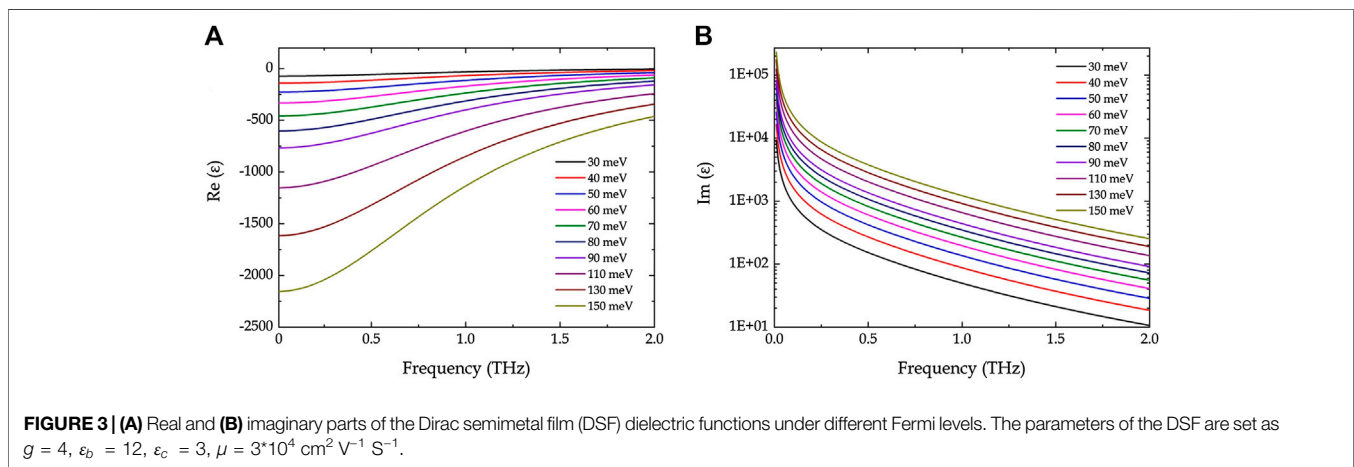 A
0
-500
-1000
-1500
-2000
-2500
Re (ε)
30 meV
40 meV
50 meV
60 meV
70 meV
80 meV
90 meV
110 meV
130 meV
150 meV
0.0
0.5
1.0
1.5
2.0
Frequency (THz)
B
1E+05
1E+04
1E+03
1E+02
1E+01
Im (ε)
30 meV
40 meV
50 meV
60 meV
70 meV
80 meV
90 meV
110 meV
130 meV
150 meV
0.0
0.5
1.0
1.5
2.0
Frequency (THz)
FIGURE 3 | (A) Real and (B) imaginary parts of the Dirac semimetal film (DSF) dielectric functions under different Fermi levels. The parameters of the DSF are set as
g = 4, εb = 12, εc = 3, μ = 3*10⁴ cm² V⁻¹ S⁻¹.